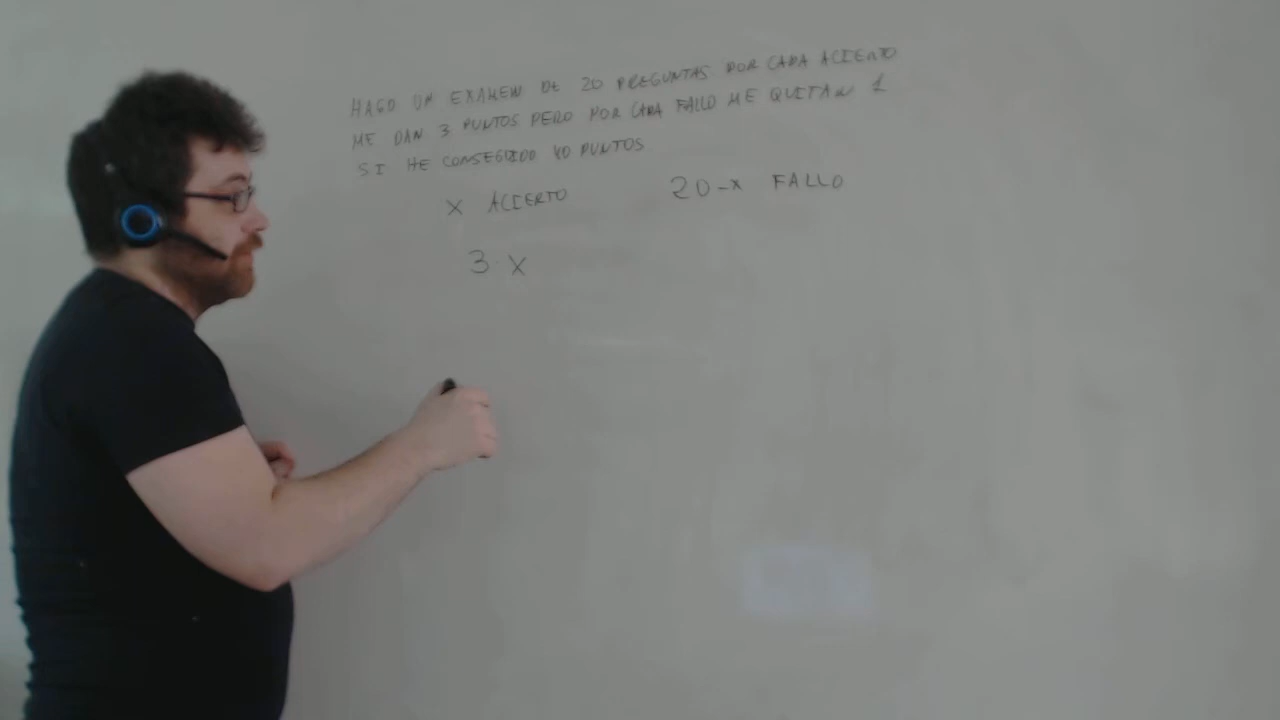 HAGO UN EXAMEN DE 20 PREGUNTAS POR CADA ACIERTO
ME DAN 3 PUNTOS PERO POR CADA FALLO ME QUITAN 1
SI HE CONSEGUIDO 40 PUNTOS
X ACIERTO 20-X FALLO
3·X